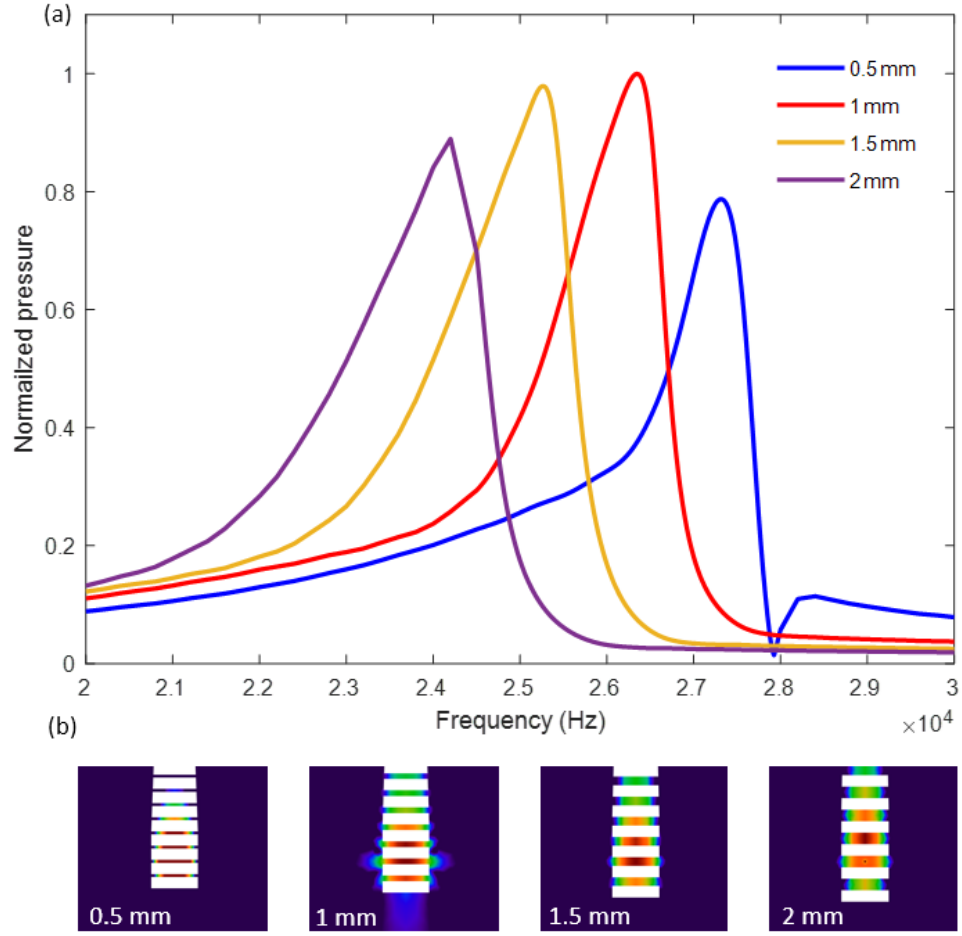 (a)
1
0.8
0.6
0.4
0.2
0
Normailzed pressure
0.5 mm
1 mm
1.5 mm
2 mm
2 2.1 2.2 2.3 2.4 2.5 2.6 2.7 2.8 2.9 3
Frequency (Hz)
×10⁴
(b)
0.5 mm
1 mm
1.5 mm
2 mm